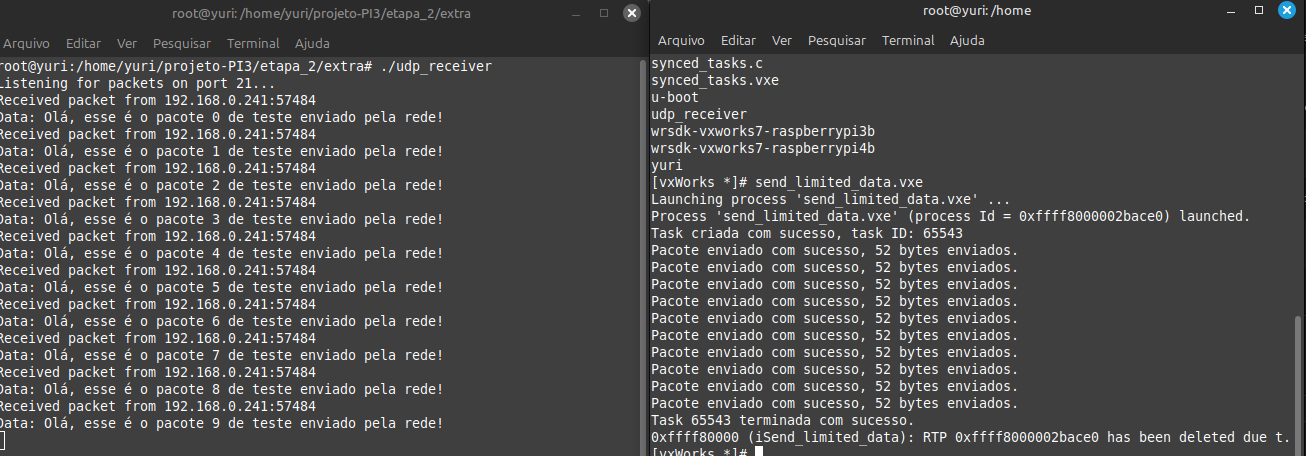 root@yuri: /home/yuri/projeto-PI3/etapa_2/extra
Arquivo Editar Ver Pesquisar Terminal Ajuda
root@yuri:/home/yuri/projeto-PI3/etapa_2/extra# ./udp_receiver
Listening for packets on port 21...
Received packet from 192.168.0.241:57484
Data: Olá, esse é o pacote 0 de teste enviado pela rede!
Received packet from 192.168.0.241:57484
Data: Olá, esse é o pacote 1 de teste enviado pela rede!
Received packet from 192.168.0.241:57484
Data: Olá, esse é o pacote 2 de teste enviado pela rede!
Received packet from 192.168.0.241:57484
Data: Olá, esse é o pacote 3 de teste enviado pela rede!
Received packet from 192.168.0.241:57484
Data: Olá, esse é o pacote 4 de teste enviado pela rede!
Received packet from 192.168.0.241:57484
Data: Olá, esse é o pacote 5 de teste enviado pela rede!
Received packet from 192.168.0.241:57484
Data: Olá, esse é o pacote 6 de teste enviado pela rede!
Received packet from 192.168.0.241:57484
Data: Olá, esse é o pacote 7 de teste enviado pela rede!
Received packet from 192.168.0.241:57484
Data: Olá, esse é o pacote 8 de teste enviado pela rede!
Received packet from 192.168.0.241:57484
Data: Olá, esse é o pacote 9 de teste enviado pela rede!
root@yuri: /home
Arquivo Editar Ver Pesquisar Terminal Ajuda
synced_tasks.c
synced_tasks.vxe
u-boot
udp_receiver
wrsdk-vxworks7-raspberrypi3b
wrsdk-vxworks7-raspberrypi4b
yuri
[vxWorks *]# send_limited_data.vxe
Launching process 'send_limited_data.vxe' ...
Process 'send_limited_data.vxe' (process Id = 0xffff8000002bace0) launched.
Task criada com sucesso, task ID: 65543
Pacote enviado com sucesso, 52 bytes enviados.
Pacote enviado com sucesso, 52 bytes enviados.
Pacote enviado com sucesso, 52 bytes enviados.
Pacote enviado com sucesso, 52 bytes enviados.
Pacote enviado com sucesso, 52 bytes enviados.
Pacote enviado com sucesso, 52 bytes enviados.
Pacote enviado com sucesso, 52 bytes enviados.
Pacote enviado com sucesso, 52 bytes enviados.
Pacote enviado com sucesso, 52 bytes enviados.
Pacote enviado com sucesso, 52 bytes enviados.
Task 65543 terminada com sucesso.
0xffff80000 (iSend_limited_data): RTP 0xffff8000002bace0 has been deleted due t.
[vxWorks *]#